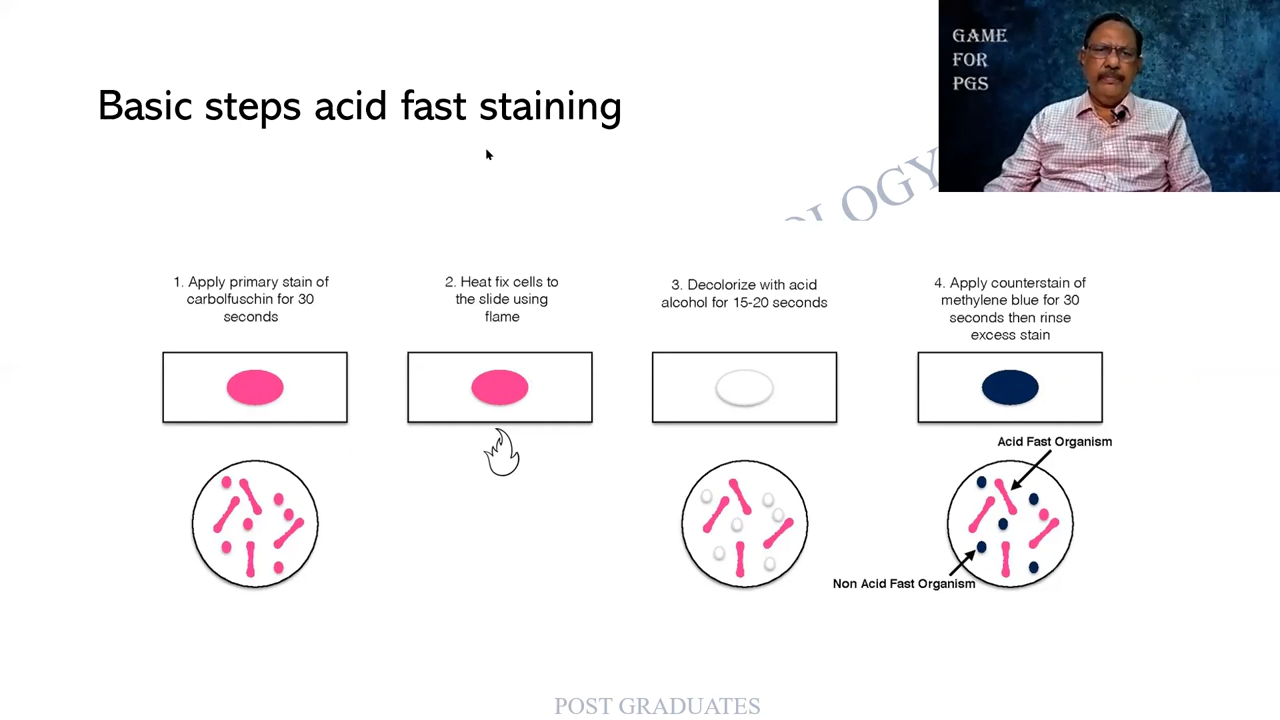 GAME
FOR
PGS
Basic steps acid fast staining
OLOGY
1. Apply primary stain of
carbolfuschin for 30
seconds
2. Heat fix cells to
the slide using
flame
3. Decolorize with acid
alcohol for 15-20 seconds
4. Apply counterstain of
methylene blue for 30
seconds then rinse
excess stain
Acid Fast Organism
Non Acid Fast Organism
POST GRADUATES